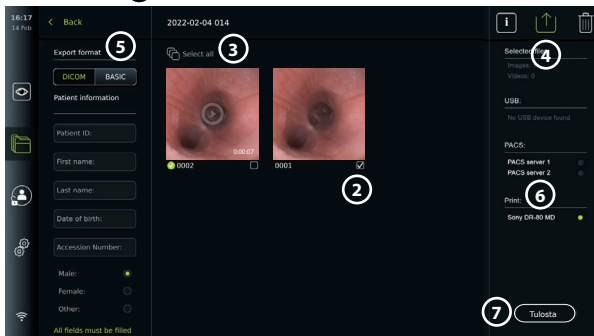 16:17
14 Feb
Back
2022-02-04 014
i
Export format
5
DICOM
BASIC
Patient information
Patient ID:
First name:
Last name:
Date of birth:
Accession Number:
Male:
Female:
Other:
All fields must be filled
Select all
3
0:00:07
0002
0001
2
4
Images:
Videos: 0
USB:
No USB device found
PACS:
PACS server 1
PACS server 2
6
Print:
Sony DR-80 MD
7
Tulosta